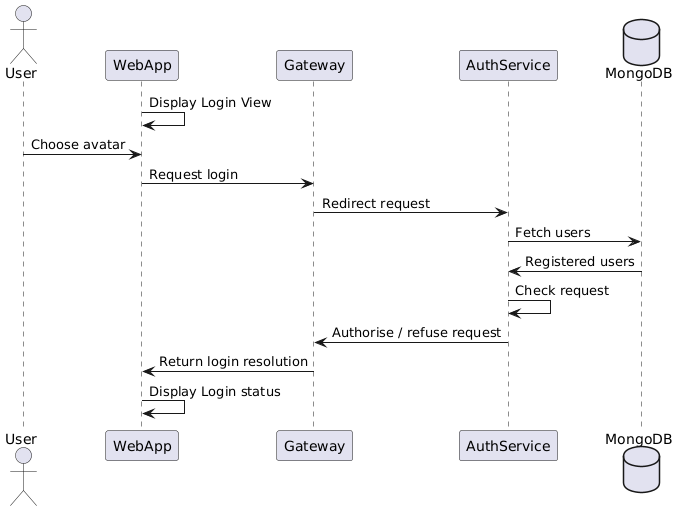 User
WebApp
Gateway
AuthService
MongoDB
Display Login View
Choose avatar
Request login
Redirect request
Fetch users
Registered users
Check request
Authorise / refuse request
Return login resolution
Display Login status
User
WebApp
Gateway
AuthService
MongoDB